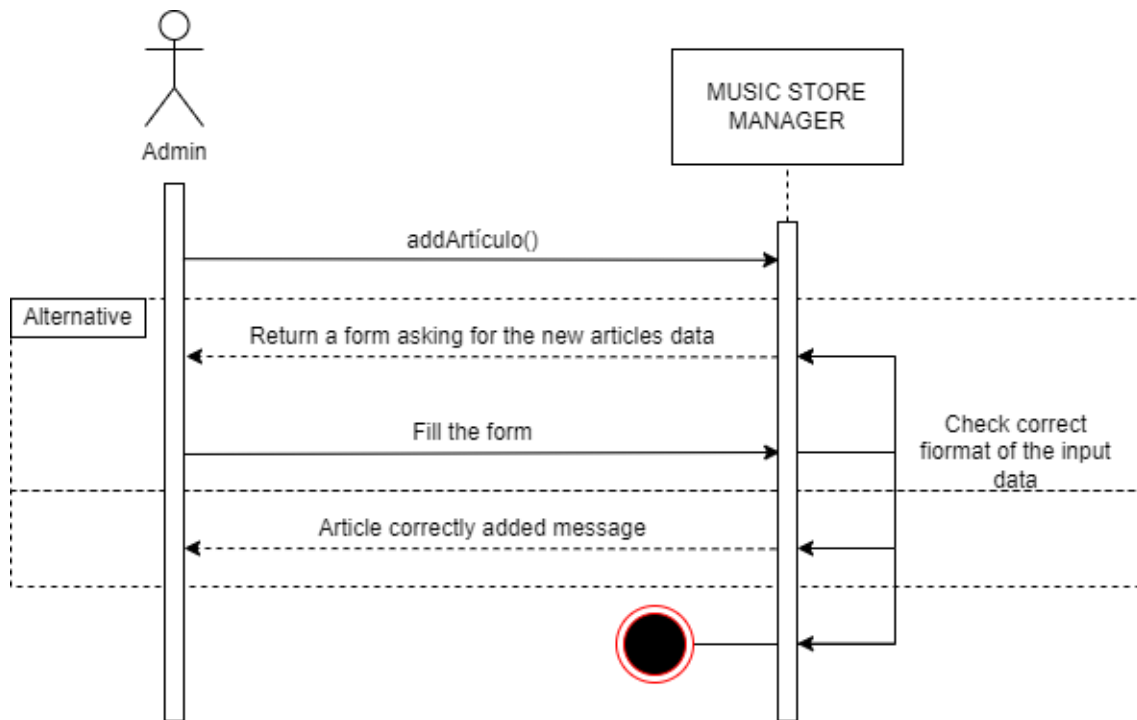 MUSIC STORE
MANAGER
Admin
addArtículo()
Alternative
Return a form asking for the new articles data
Fill the form
Check correct
fiormat of the input
data
Article correctly added message